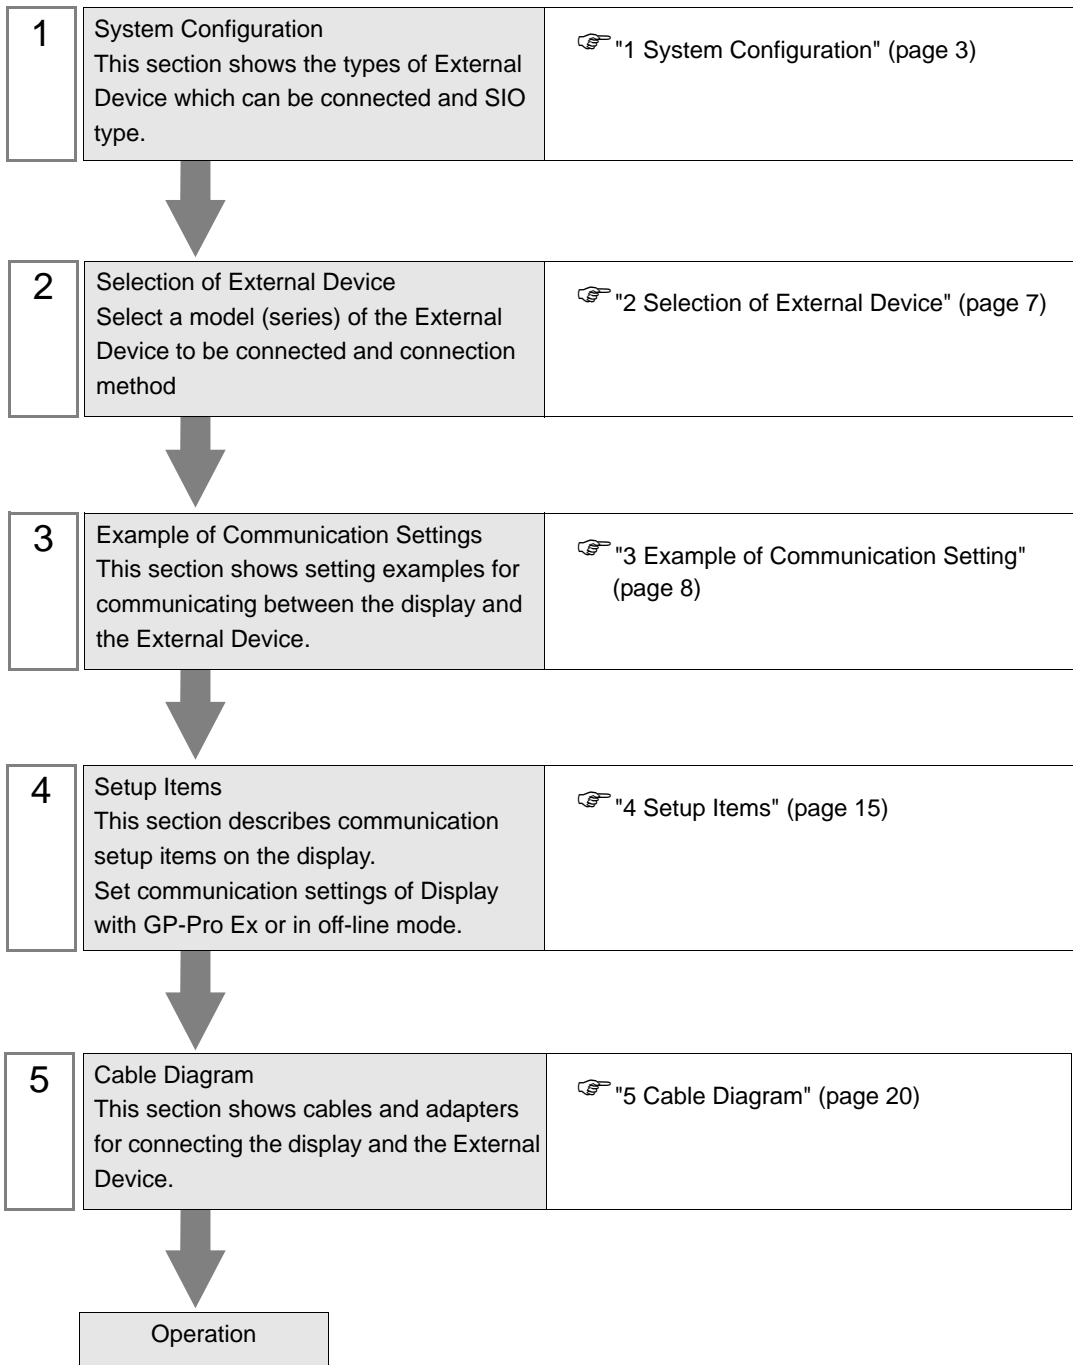 1
System Configuration
This section shows the types of External
Device which can be connected and SIO
type.
"1 System Configuration" (page 3)
2
Selection of External Device
Select a model (series) of the External
Device to be connected and connection
method
"2 Selection of External Device" (page 7)
3
Example of Communication Settings
This section shows setting examples for
communicating between the display and
the External Device.
"3 Example of Communication Setting"
(page 8)
4
Setup Items
This section describes communication
setup items on the display.
Set communication settings of Display
with GP-Pro Ex or in off-line mode.
"4 Setup Items" (page 15)
5
Cable Diagram
This section shows cables and adapters
for connecting the display and the External
Device.
"5 Cable Diagram" (page 20)
Operation